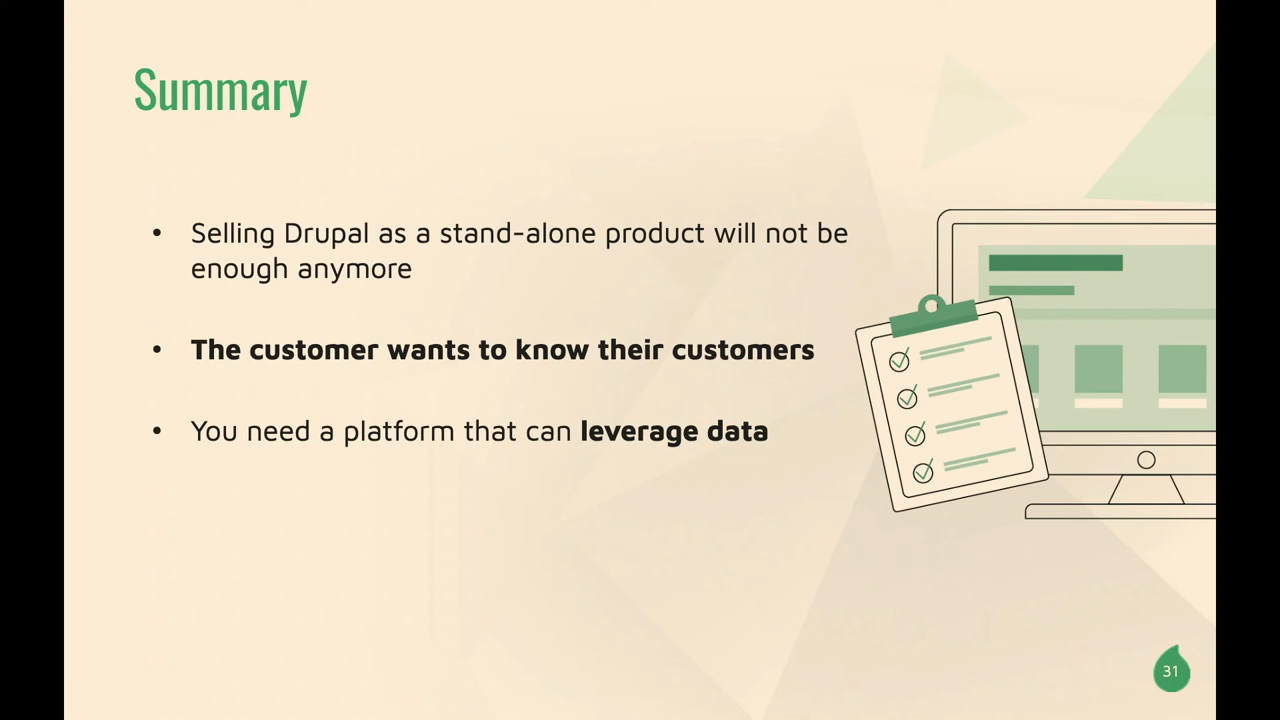 Summary
• Selling Drupal as a stand-alone product will not be
enough anymore
• The customer wants to know their customers
• You need a platform that can leverage data
31